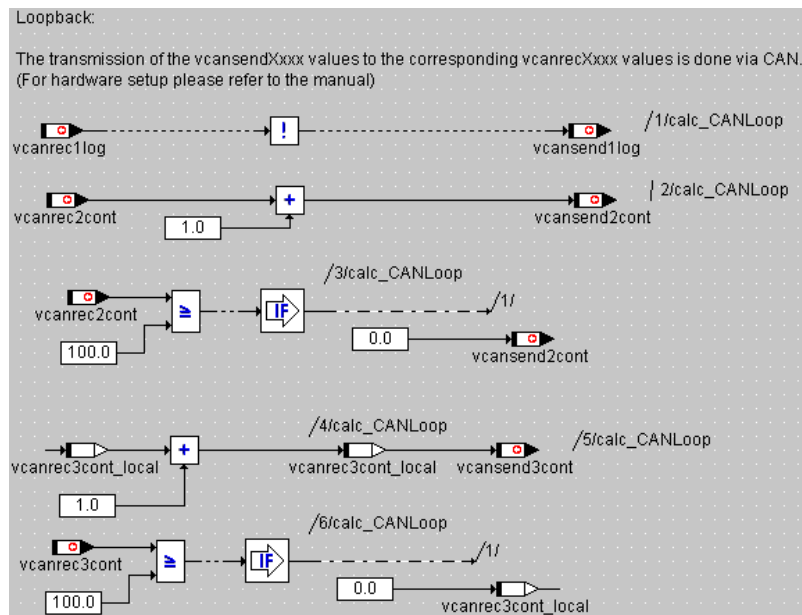 Loopback:
The transmission of the vcansendXxxx values to the corresponding vcanrecXxxx values is done via CAN.
(For hardware setup please refer to the manual)
/1/calc_CANLoop
!
vcanrec1log
vcansend1log
/2/calc_CANLoop
+
vcanrec2cont
1.0
vcansend2cont
/3/calc_CANLoop
/1/
vcanrec2cont
≥
IF
0.0
100.0
vcansend2cont
/4/calc_CANLoop
/5/calc_CANLoop
+
vcanrec3cont_local
vcanrec3cont_local
vcansend3cont
1.0
/6/calc_CANLoop
/1/
vcanrec3cont
≥
IF
0.0
100.0
vcanrec3cont_local